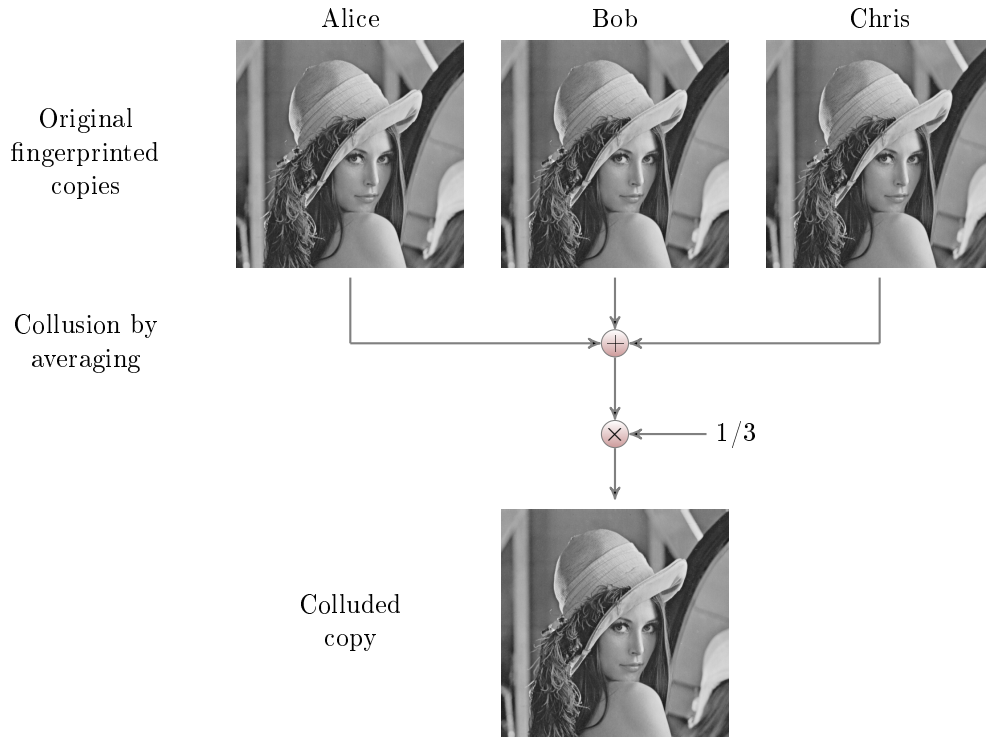 Alice
Bob
Chris
Original
fingerprinted
copies
Collusion by
averaging
+
×
1/3
Colluded
copy